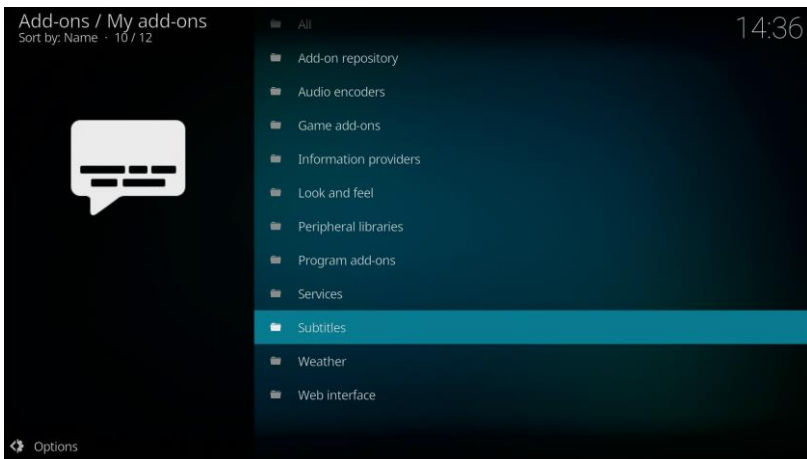 Add-ons / My add-ons
Sort by: Name · 10 / 12
14:36
All
Add-on repository
Audio encoders
Game add-ons
Information providers
Look and feel
Peripheral libraries
Program add-ons
Services
Subtitles
Weather
Web interface
Options